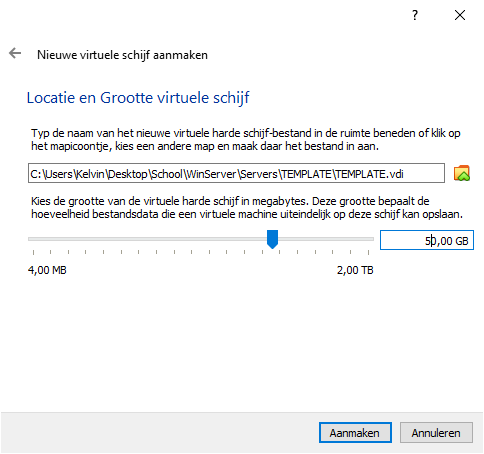 ?
Nieuwe virtuele schijf aanmaken
Locatie en Grootte virtuele schijf
Typ de naam van het nieuwe virtuele harde schijf-bestand in de ruimte beneden of klik op
het mapicoontje, kies een andere map en maak daar het bestand in aan.
C:\Users\Kelvin\Desktop\School\WinServer\Servers\TEMPLATE\TEMPLATE.vdi
Kies de grootte van de virtuele harde schijf in megabytes. Deze grootte bepaalt de
hoeveelheid bestandsdata die een virtuele machine uiteindelijk op deze schijf kan opslaan.
50,00 GB
4,00 MB 2,00 TB
Aanmaken Annuleren